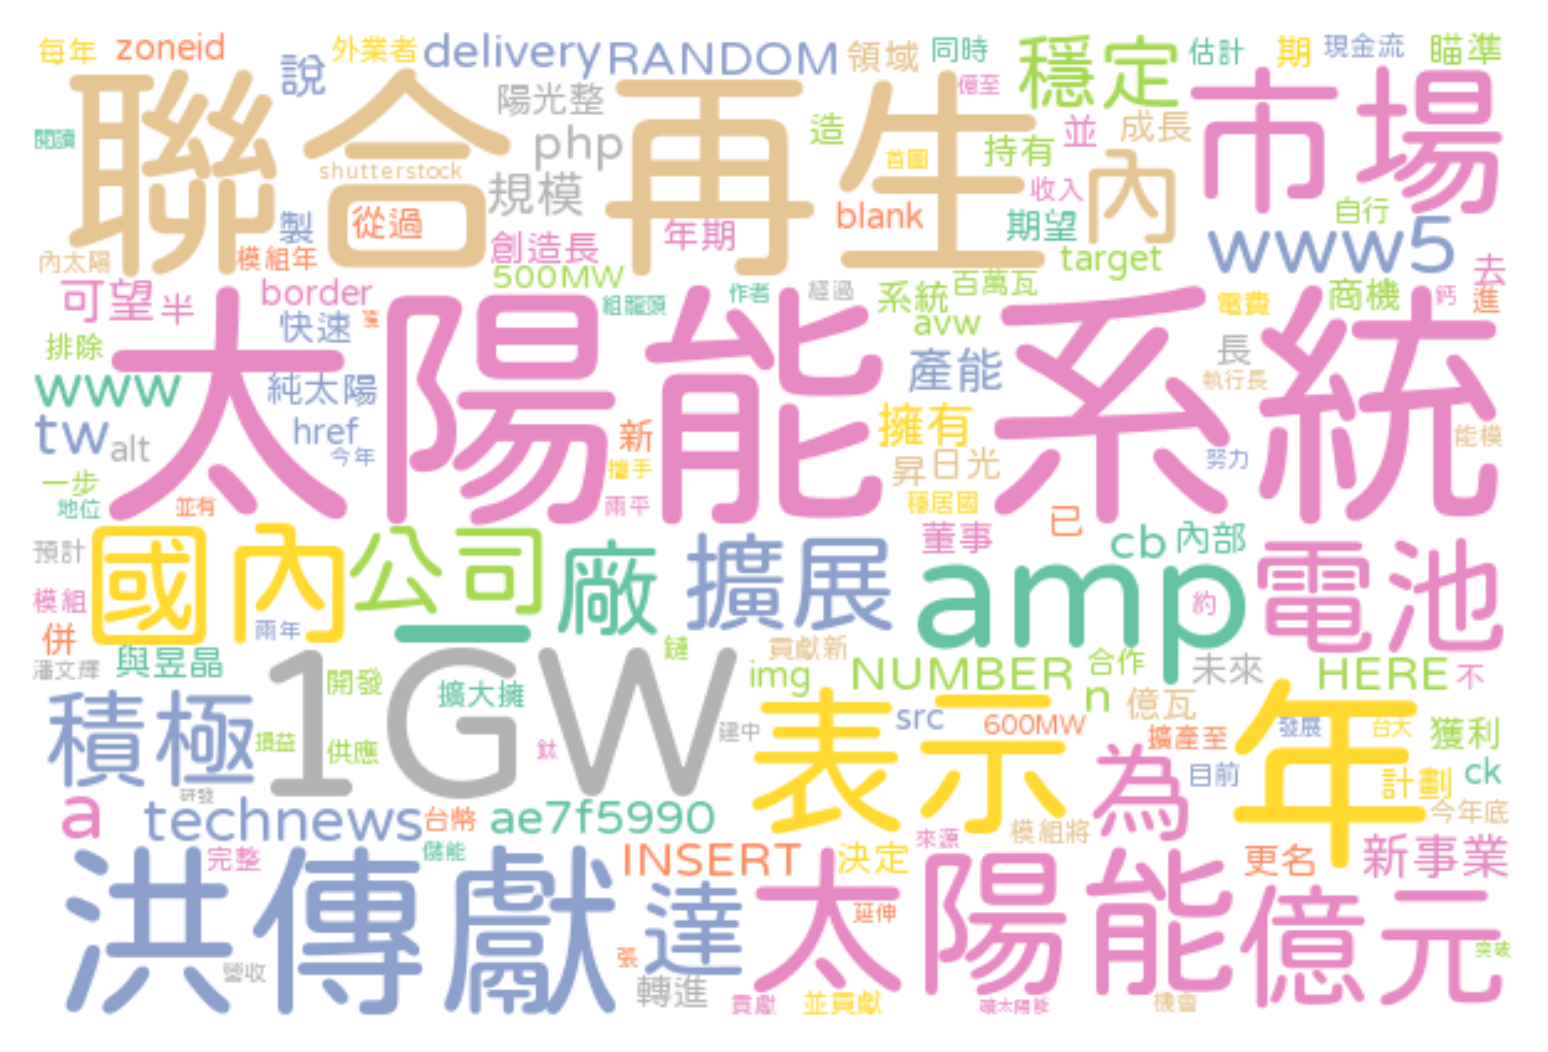 每年 zoneid 說 外業者 delivery RANDOM 領域 同時 穩定 估計 期 現金流 瞄準
聯合再生 陽光整 億至 市場
閱讀 shutterstock php 造 首圖 持有 並 成長 內
從過 規模 blank 收入 自行
製 創造長 年期 期望 www5
內太陽 模組年 500MW target 去
可望 半 border 組龍頭 作者 經過 系統 百萬瓦 電費 商機 鈣 進
快速 avw
排除 太陽能系統 長
www 純太陽 產能 執行長
tw alt href 今年 新 擁有 能模
一步 攜手 昇日光 努力
地位 並有 兩平 穩居國 已
預計 國內 公司 廠 擴展 董事 cb 內部 電池
模組 兩年 一 amp 約
併
潘文輝 與昱晶 1GW 鏈 貢獻新 合作 未來 HERE 不
開發 擴大擁 img NUMBER n 億瓦
積極 損益 供應 鈦 建中 表示 src 600MW 擴產至 年 發展 台大 獲利
研發 為 目前 計劃 ck
a technews 台幣 ae7f5990 來源 模組將 今年底
完整 儲能 INSERT 決定 更名 新事業
洪傳獻 達 太陽能 億元
延伸
營收 張 轉進 突破
貢獻 並貢獻 礦太陽能 機會